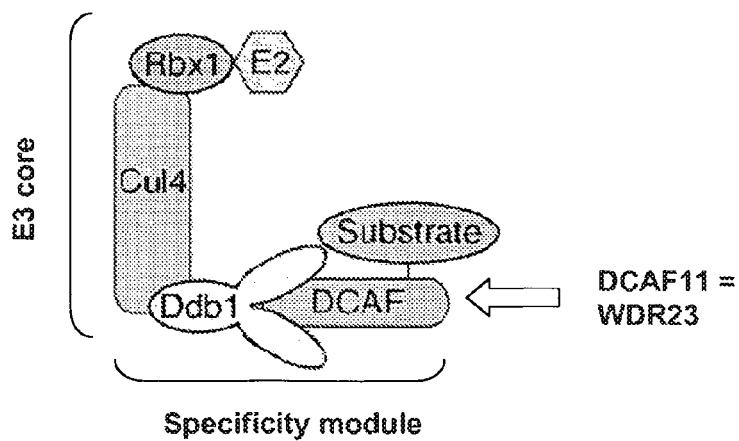 Rbx1
E2
E3 core
Cul4
Substrate
Ddb1
DCAF
DCAF11 =
WDR23
Specificity module